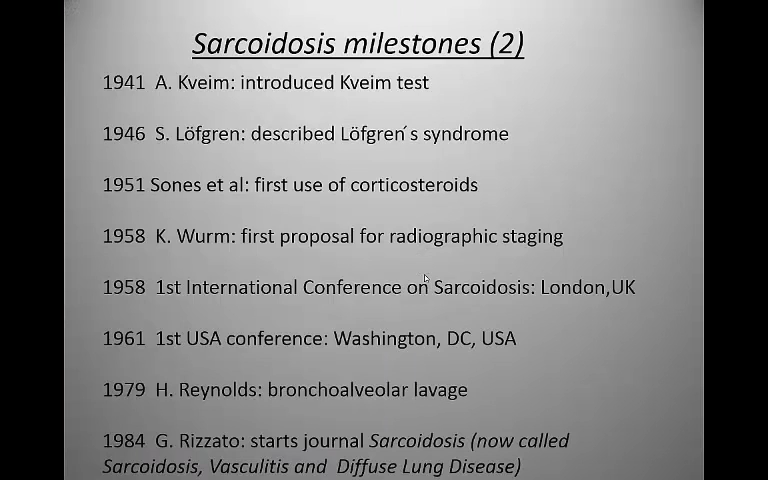 Sarcoidosis milestones (2)
1941 A. Kveim: introduced Kveim test
1946 S. Löfgren: described Löfgren´s syndrome
1951 Sones et al: first use of corticosteroids
1958 K. Wurm: first proposal for radiographic staging
1958 1st International Conference on Sarcoidosis: London,UK
1961 1st USA conference: Washington, DC, USA
1979 H. Reynolds: bronchoalveolar lavage
1984 G. Rizzato: starts journal Sarcoidosis (now called
Sarcoidosis, Vasculitis and Diffuse Lung Disease)